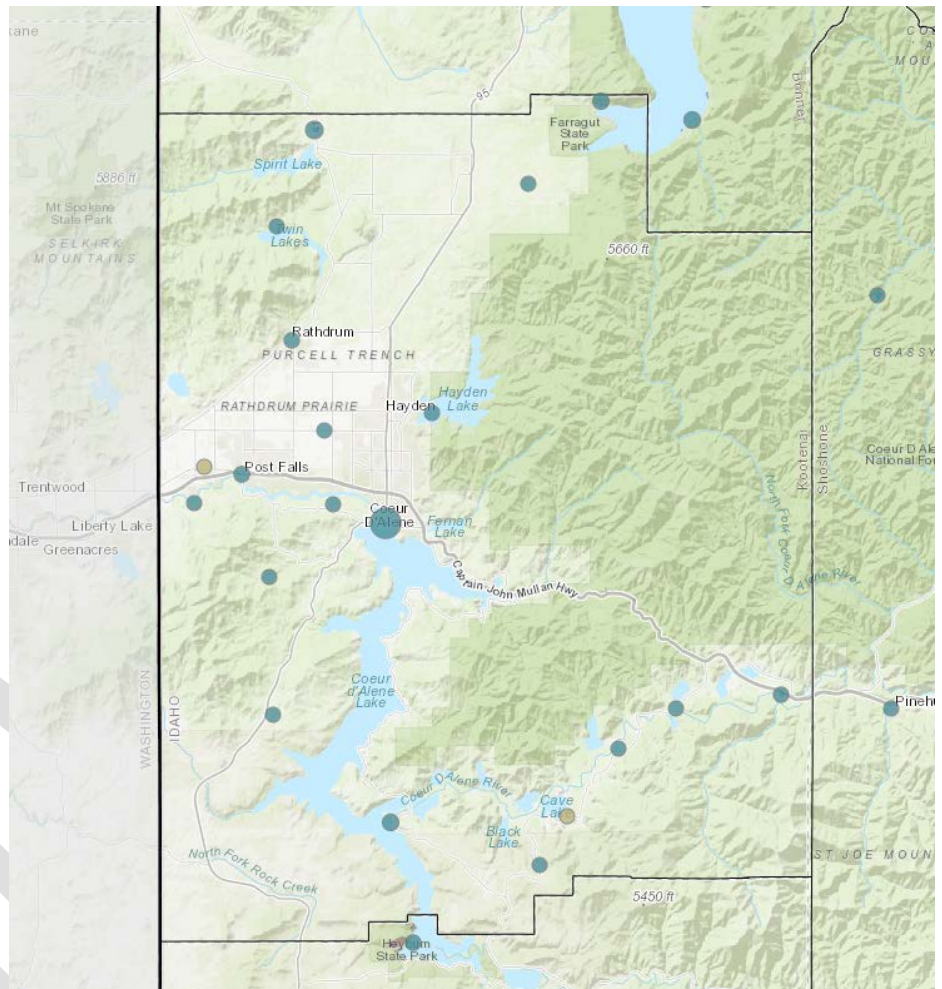 kane
95
Bonner
Farragut
State
Park
Spirit Lake
5886 ft
Mt Spokane
State Park
SELKIRK
MOUNTAINS
Twin
Lakes
5660 ft
Rathdrum
PURCELL TRENCH
GRASSY
Hayden
Lake
Hayden
RATHDRUM PRAIRIE
Kootenai
Shoshone
Coeur D Ale
National For
Post Falls
Trentwood
Liberty Lake
Greenacres
dale
Coeur
D'Alene
Fernan
Lake
North Fork Coeur D Alene River
Captain John Mullan Hwy
Coeur
d'Alene
Lake
WASHINGTON
IDAHO
Pinehu
Coeur D Alene River
Cave
Lake
Black
Lake
North Fork Rock Creek
ST JOE MOUN
5450 ft
Heyburn
State Park